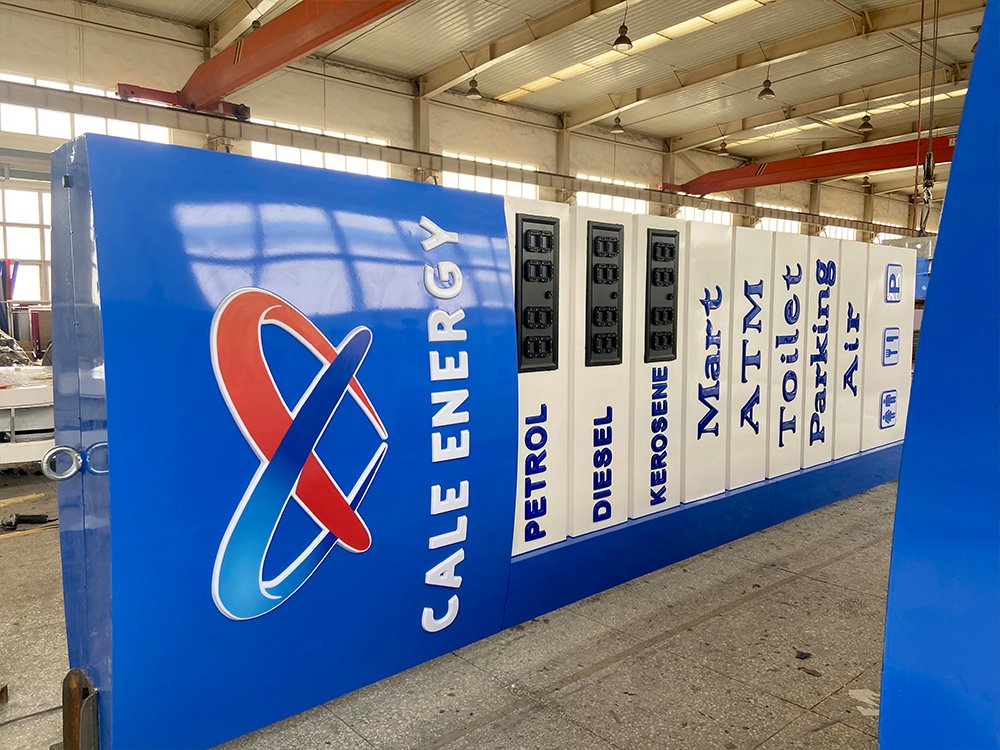 CALE ENERGY
PETROL
DIESEL
KEROSENE
Mart
ATM
Toilet
Parking
Air
P